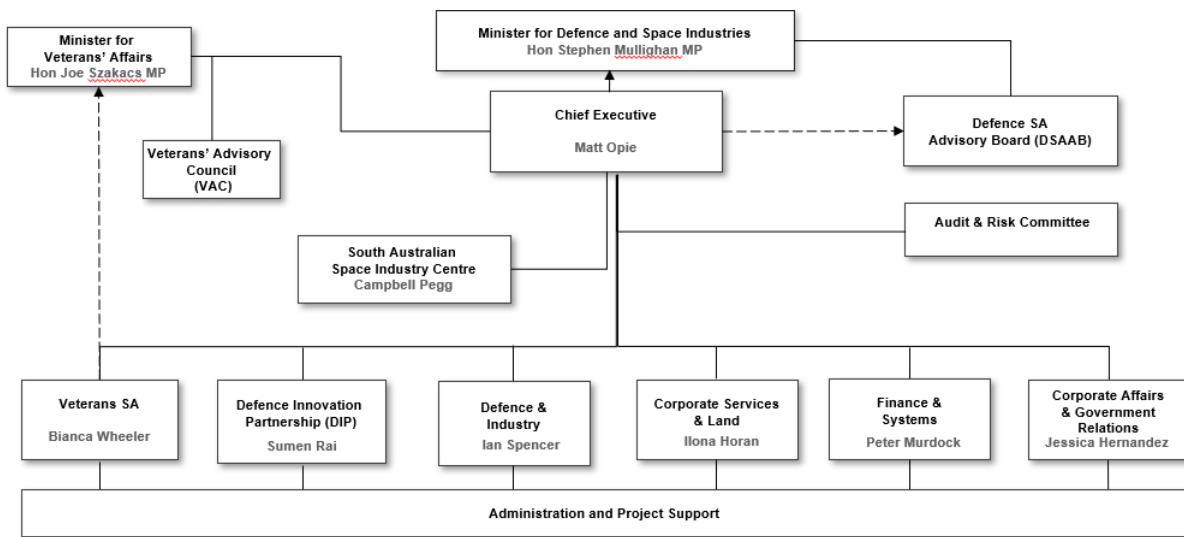 Minister for
Veterans' Affairs
Hon Joe Szakacs MP
Minister for Defence and Space Industries
Hon Stephen Mullighan MP
Chief Executive
Matt Opie
Defence SA
Advisory Board (DSAAB)
Veterans' Advisory
Council
(VAC)
Audit & Risk Committee
South Australian
Space Industry Centre
Campbell Pegg
Veterans SA
Bianca Wheeler
Defence Innovation
Partnership (DIP)
Sumen Rai
Defence &
Industry
Ian Spencer
Corporate Services
& Land
Ilona Horan
Finance &
Systems
Peter Murdock
Corporate Affairs
& Government
Relations
Jessica Hernandez
Administration and Project Support